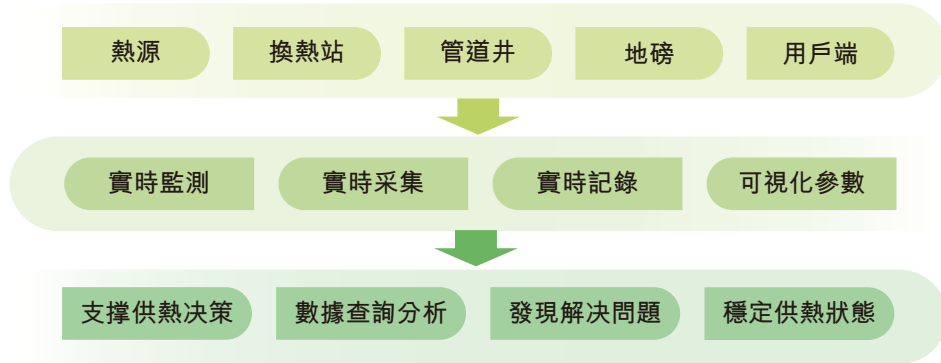 熱源 換熱站 管道井 地磅 用戶端
實時監測 實時采集 實時記錄 可視化參數
支撐供熱决策 數據查詢分析 發現解决問題 穩定供熱狀態